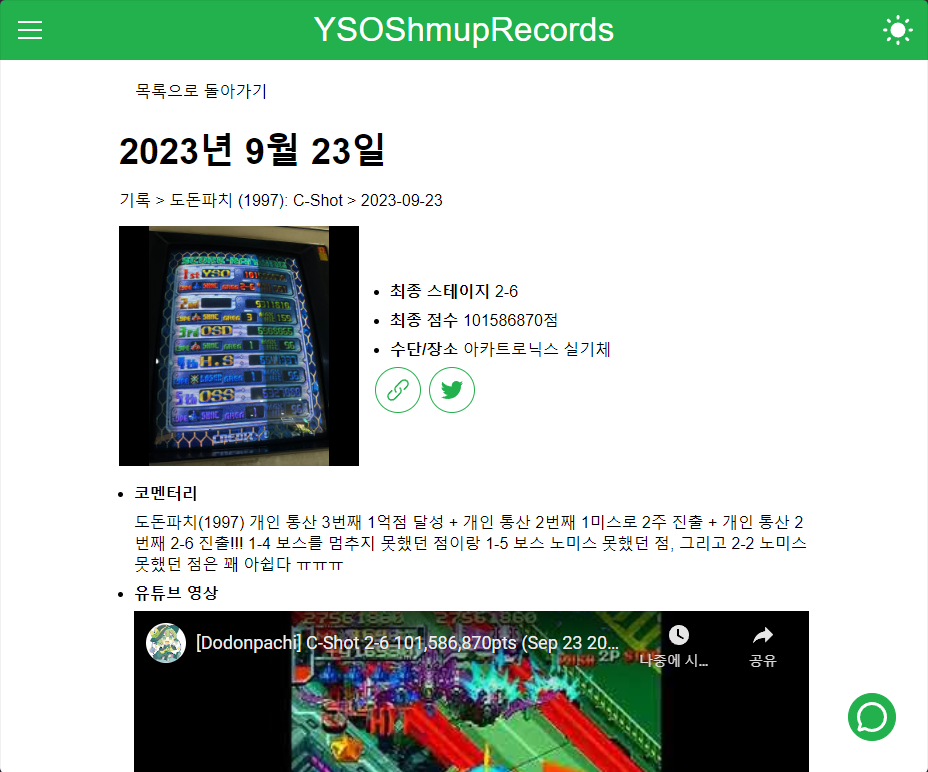 YSOShmupRecords
목록으로 돌아가기
2023년 9월 23일
기록 > 도돈파치 (1997): C-Shot > 2023-09-23
1st YSO
2nd 9311810
3rd OSD
4th H.S
5th OSS
최종 스테이지 2-6
최종 점수 101586870점
수단/장소 아카트로닉스 실기체
코멘터리
도돈파치(1997) 개인 통산 3번째 1억점 달성 + 개인 통산 2번째 1미스로 2주 진출 + 개인 통산 2
번째 2-6 진출!!! 1-4 보스를 멈추지 못했던 점이랑 1-5 보스 노미스 못했던 점, 그리고 2-2 노미스
못했던 점은 꽤 아쉽다 ㅠㅠㅠ
유튜브 영상
[Dodonpachi] C-Shot 2-6 101,586,870pts (Sep 23 20...
나중에 시...
공유
2P